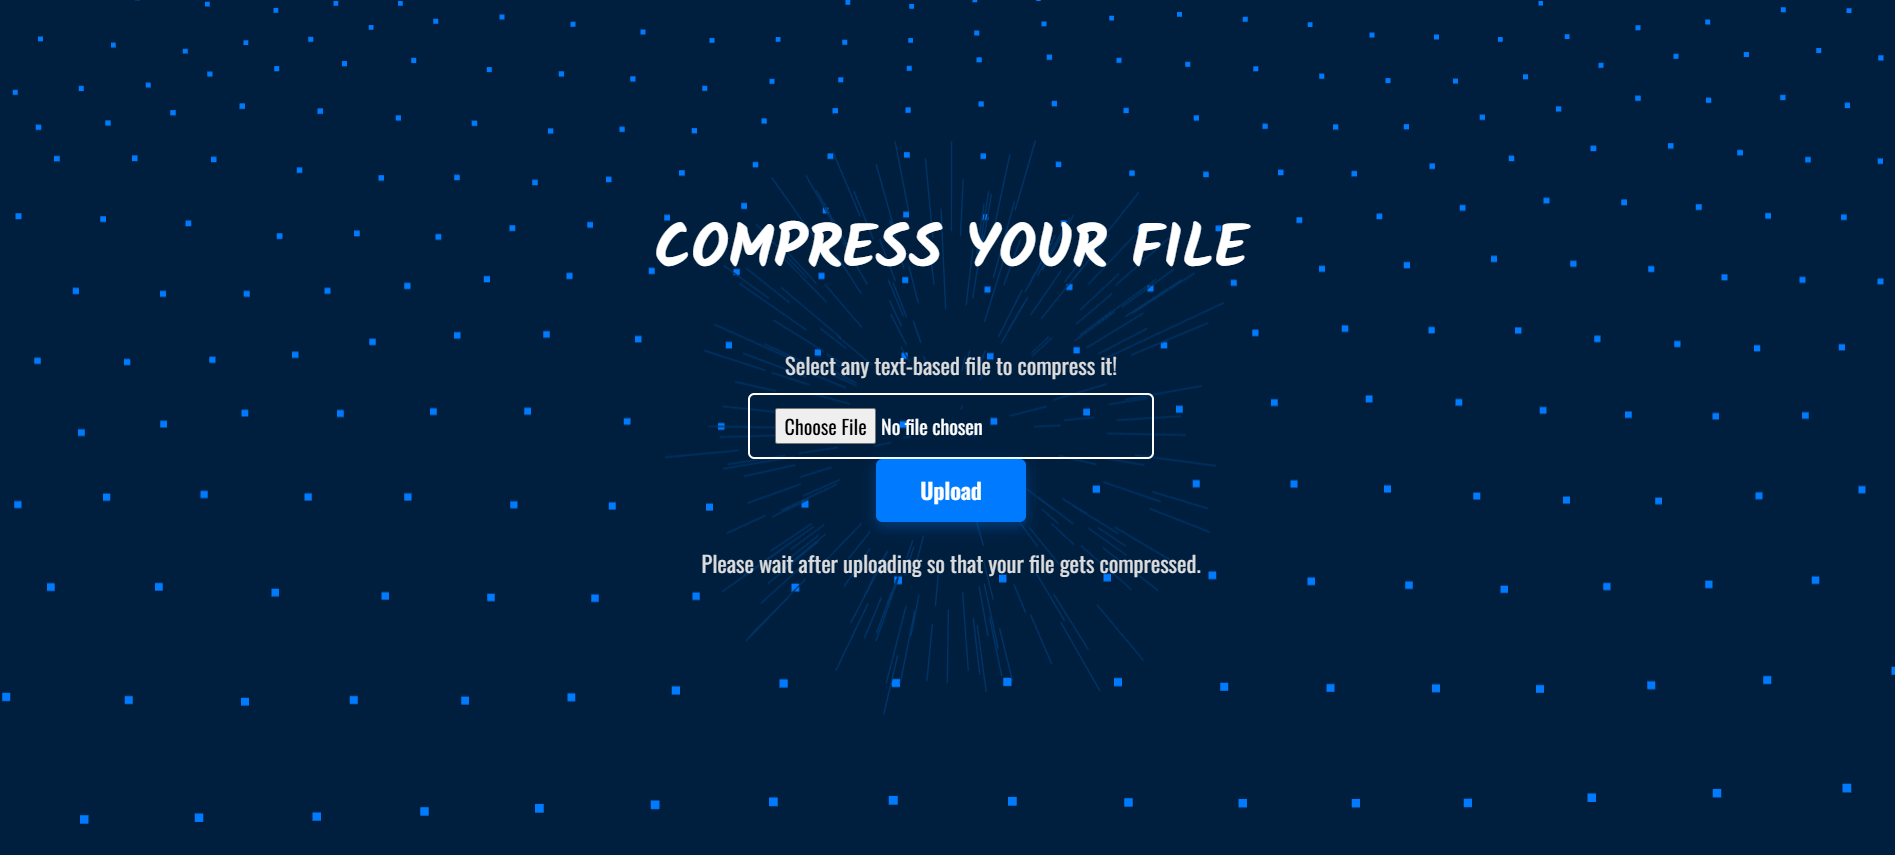 COMPRESS YOUR FILE
Select any text-based file to compress it!
Choose File No file chosen
Upload
Please wait after uploading so that your file gets compressed.